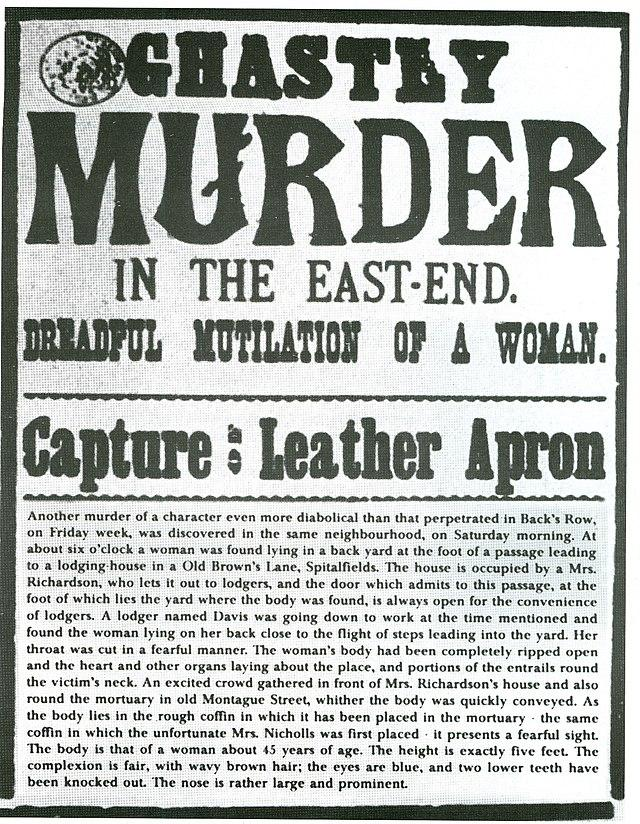 GHASTLY
MURDER
IN THE EAST-END.
DREADFUL MUTILATION OF A WOMAN.
Capture : OF Leather Apron
Another murder of a character even more diabolical than that perpetrated in Back's Row,
on Friday week, was discovered in the same neighbourhood, on Saturday morning. At
about six o'clock a woman was found lying in a back yard at the foot of a passage leading
to a lodging-house in a Old Brown's Lane, Spitalfields. The house is occupied by a Mrs.
Richardson, who lets it out to lodgers, and the door which admits to this passage, at the
foot of which lies the yard where the body was found, is always open for the convenience
of lodgers. A lodger named Davis was going down to work at the time mentioned and
found the woman lying on her back close to the flight of steps leading into the yard. Her
throat was cut in a fearful manner. The woman's body had been completely ripped open
and the heart and other organs laying about the place, and portions of the entrails round
the victim's neck. An excited crowd gathered in front of Mrs. Richardson's house and also
round the mortuary in old Montague Street, whither the body was quickly conveyed. As
the body lies in the rough coffin in which it has been placed in the mortuary - the same
coffin in which the unfortunate Mrs. Nicholls was first placed - it presents a fearful sight.
The body is that of a woman about 45 years of age. The height is exactly five feet. The
complexion is fair, with wavy brown hair; the eyes are blue, and two lower teeth have
been knocked out. The nose is rather large and prominent.